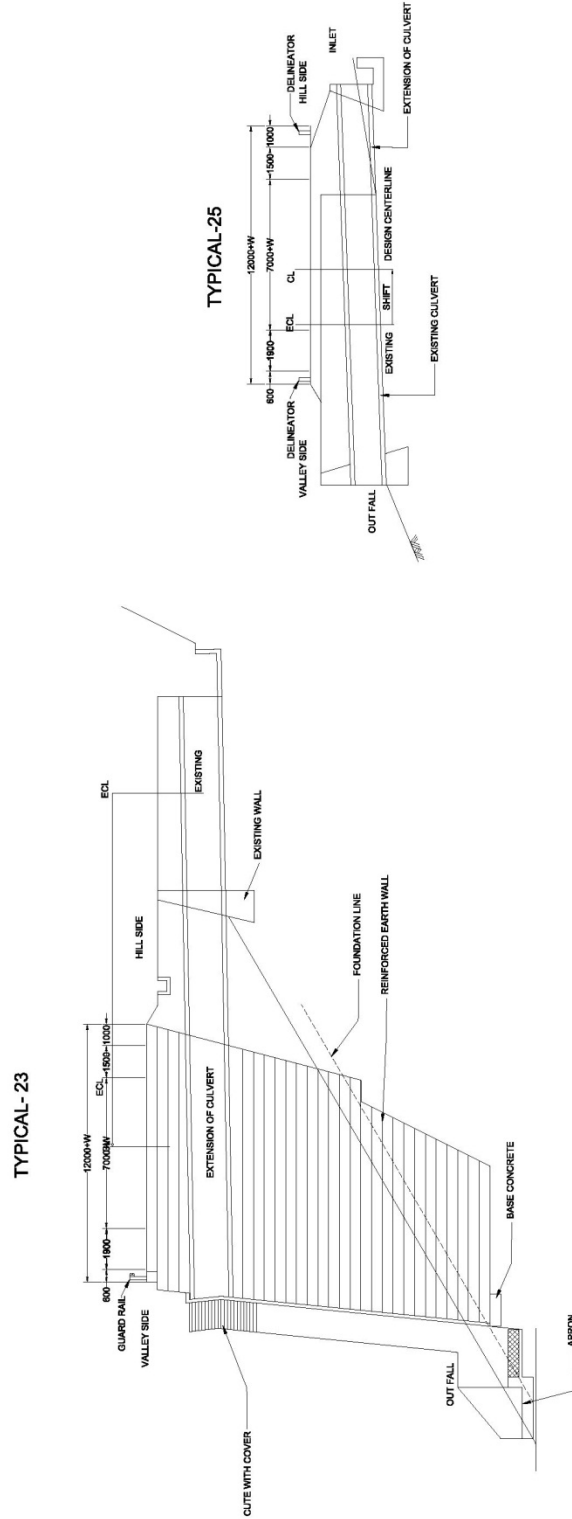 TYPICAL- 23
12000+W
600
1900
1500
1000
ECL
ECL
GUARD RAIL
VALLEY SIDE
HILL SIDE
EXISTING
EXTENSION OF CULVERT
EXISTING WALL
FOUNDATION LINE
REINFORCED EARTH WALL
CUTE WITH COVER
OUT FALL
BASE CONCRETE
TYPICAL-25
12000+W
600
1900
7000+W
1500
1000
ECL
CL
DELINEATOR
VALLEY SIDE
DELINEATOR
HILL SIDE
INLET
SHIFT
EXISTING
DESIGN CENTERLINE
OUT FALL
EXISTING CULVERT
EXTENSION OF CULVERT